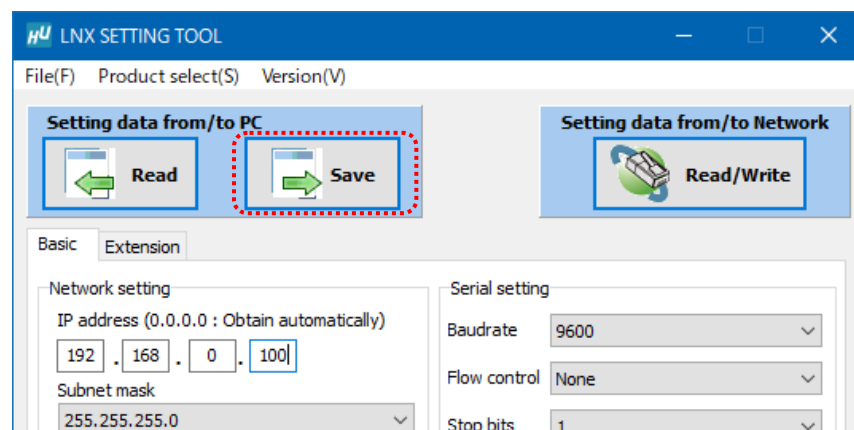 HU LNX SETTING TOOL
File(F) Product select(S) Version(V)
Setting data from/to PC
Read
Save
Setting data from/to Network
Read/Write
Basic
Extension
Network setting
IP address (0.0.0.0 : Obtain automatically)
192 . 168 . 0 . 100
Subnet mask
255.255.255.0
Serial setting
Baudrate 9600
Flow control None
Stop bits 1